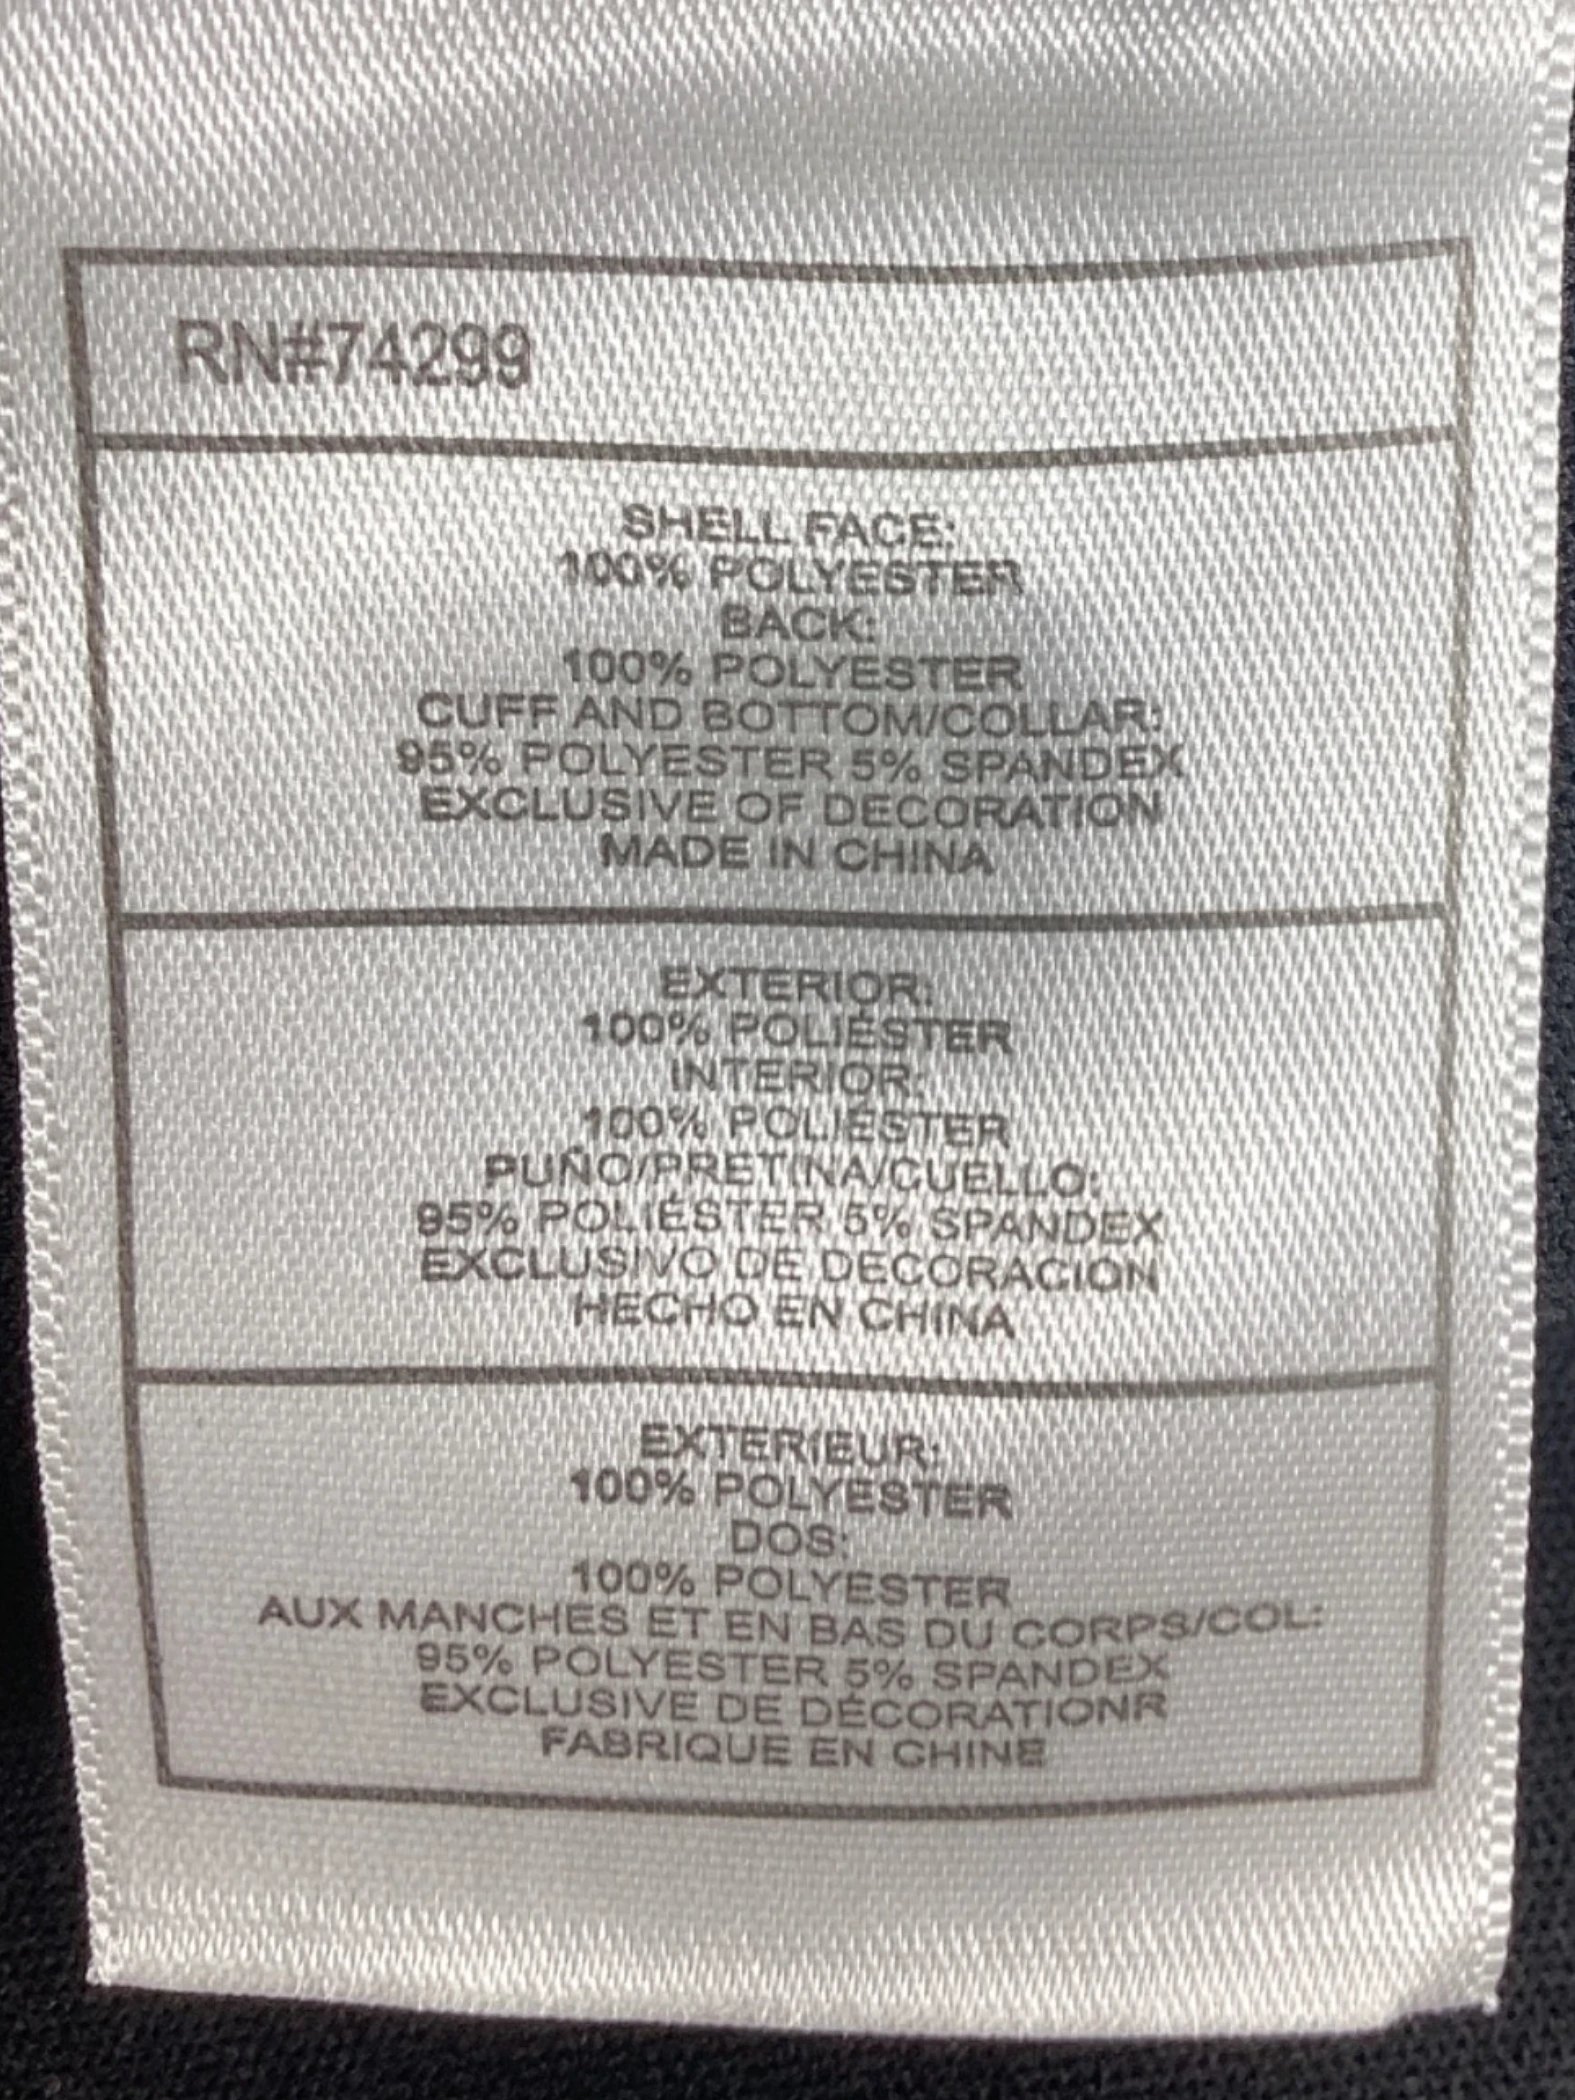 RN#74299
SHELL FACE:
100% POLYESTER
BACK:
100% POLYESTER
CUFF AND BOTTOM/COLLAR:
95% POLYESTER 5% SPANDEX
EXCLUSIVE OF DECORATION
MADE IN CHINA
EXTERIOR:
100% POLIÉSTER
INTERIOR:
100% POLIÉSTER
PUÑO/PRETINA/CUELLO:
95% POLIÉSTER 5% SPANDEX
EXCLUSIVO DE DECORACIÓN
HECHO EN CHINA
EXTERIEUR:
100% POLYESTER
DOS:
100% POLYESTER
AUX MANCHES ET EN BAS DU CORPS/COL:
95% POLYESTER 5% SPANDEX
EXCLUSIVE DE DÉCORATIONR
FABRIQUE EN CHINE